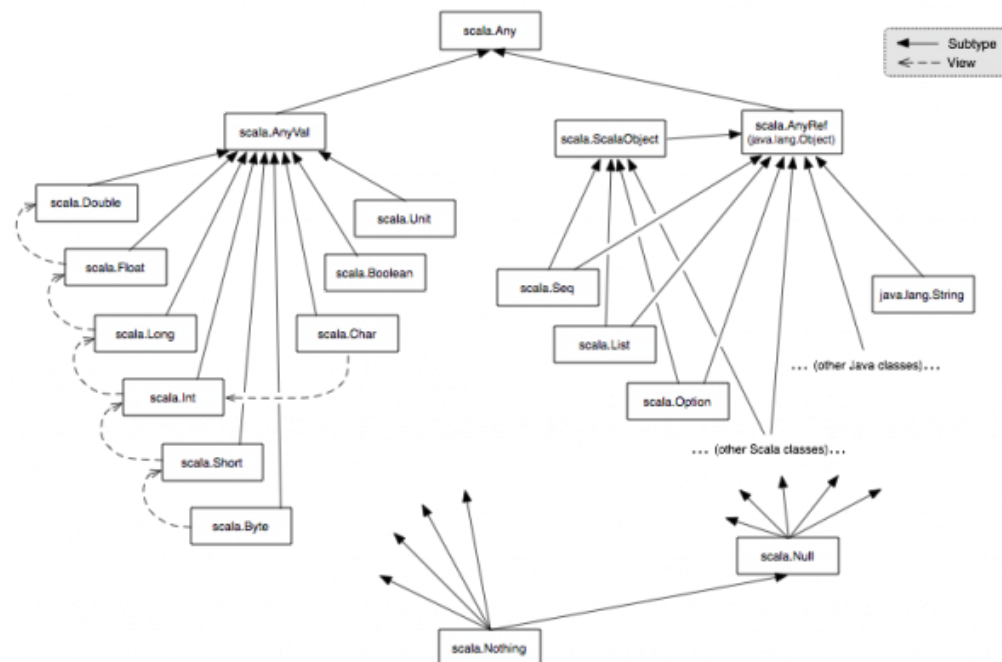 scala.Any
Subtype
View
scala.AnyVal
scala.ScalaObject
scala.AnyRef
(java.lang.Object)
scala.Double
scala.Unit
scala.Float
scala.Boolean
scala.Seq
java.lang.String
scala.Long
scala.Char
scala.List
... (other Java classes)...
scala.Int
scala.Option
... (other Scala classes)...
scala.Short
scala.Byte
scala.Null
scala.Nothing